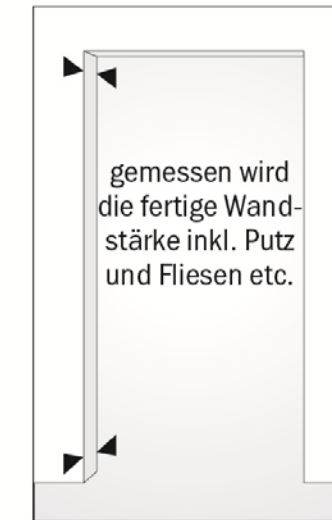 gemessen wird
die fertige Wand-
stärke inkl. Putz
und Fliesen etc.